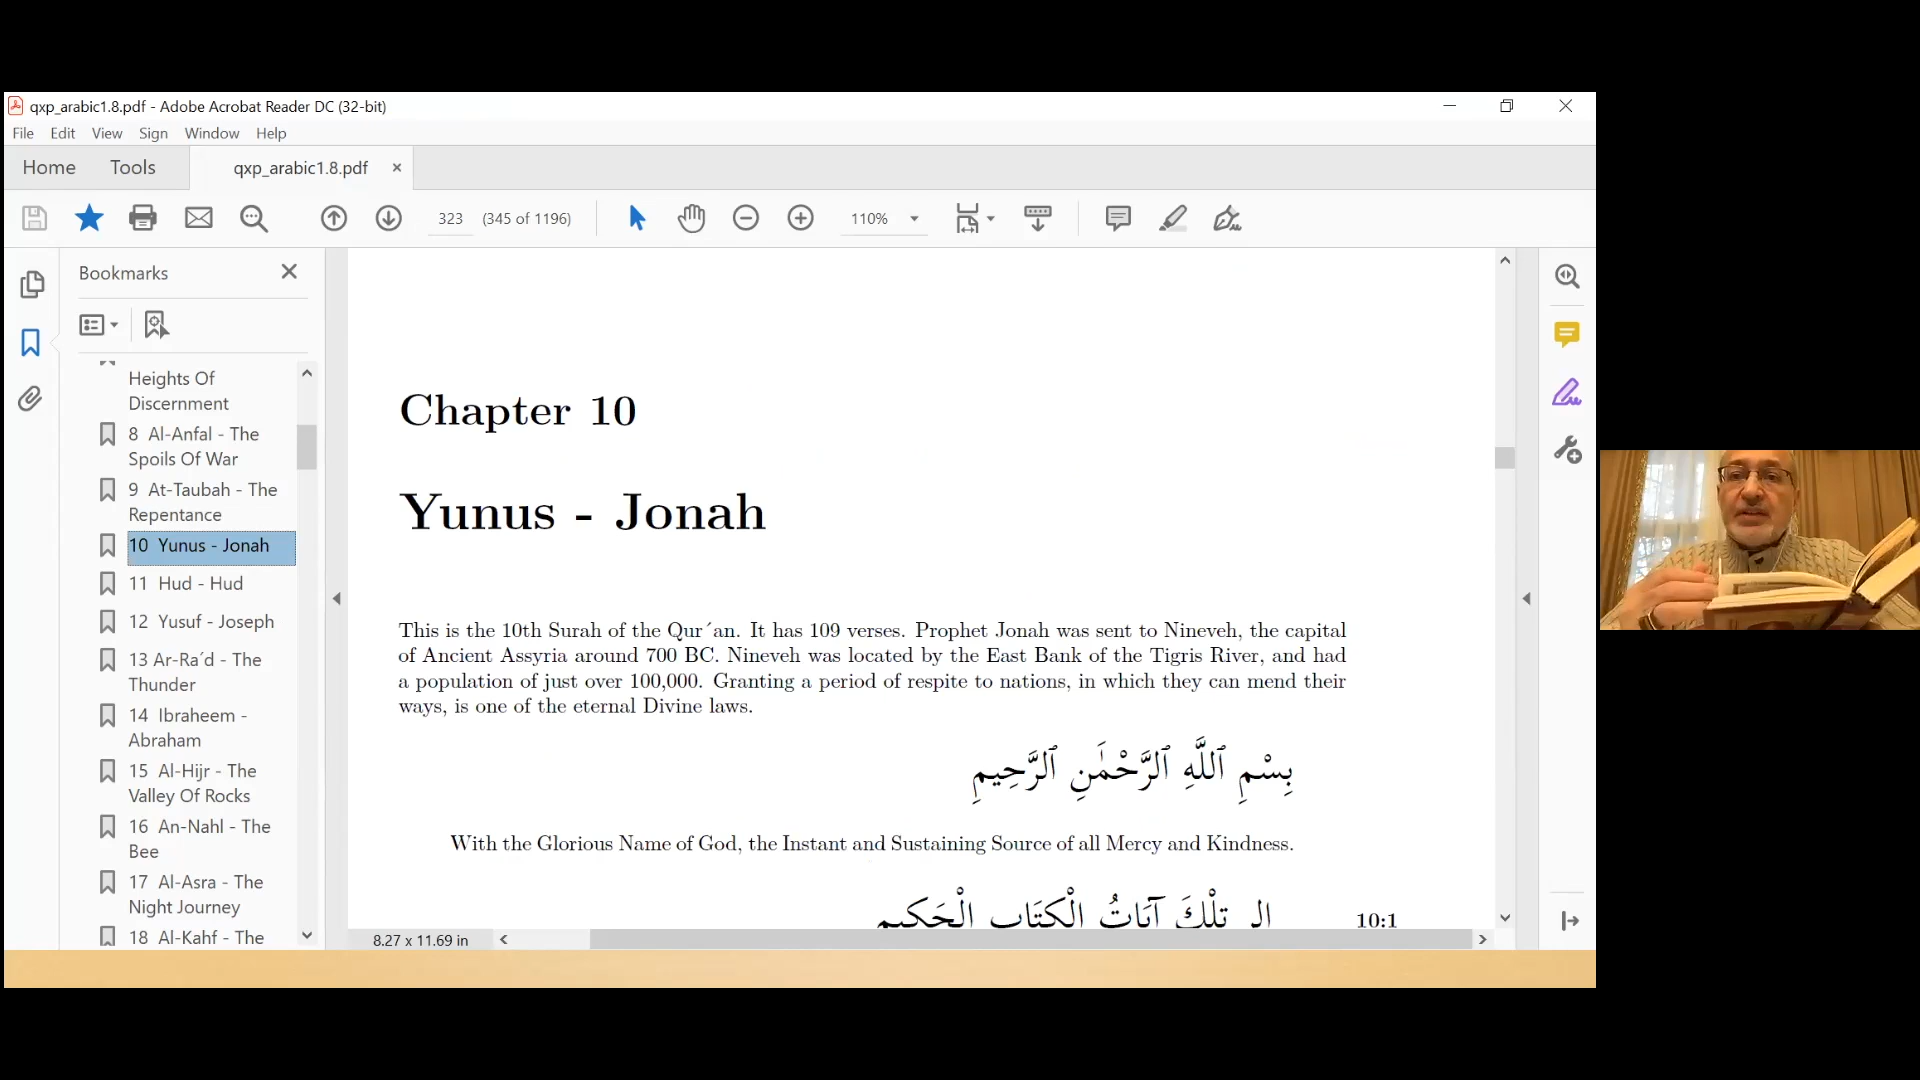 qxp_arabic1.8.pdf - Adobe Acrobat Reader DC (32-bit)
File Edit View Sign Window Help
Home Tools qxp_arabic1.8.pdf
323 (345 of 1196) 110%
Bookmarks
Heights Of
Discernment
8 Al-Anfal - The
Spoils Of War
9 At-Taubah - The
Repentance
10 Yunus - Jonah
11 Hud - Hud
12 Yusuf - Joseph
13 Ar-Ra´d - The
Thunder
14 Ibraheem -
Abraham
15 Al-Hijr - The
Valley Of Rocks
16 An-Nahl - The
Bee
17 Al-Asra - The
Night Journey
18 Al-Kahf - The
Chapter 10
Yunus - Jonah
This is the 10th Surah of the Qur´an. It has 109 verses. Prophet Jonah was sent to Nineveh, the capital
of Ancient Assyria around 700 BC. Nineveh was located by the East Bank of the Tigris River, and had
a population of just over 100,000. Granting a period of respite to nations, in which they can mend their
ways, is one of the eternal Divine laws.
بِسْمِ ٱللَّهِ ٱلرَّحْمَٰنِ ٱلرَّحِيمِ
With the Glorious Name of God, the Instant and Sustaining Source of all Mercy and Kindness.
الر تِلْكَ آيَاتُ الْكِتَابِ الْحَكِيمِ 10:1
8.27 x 11.69 in